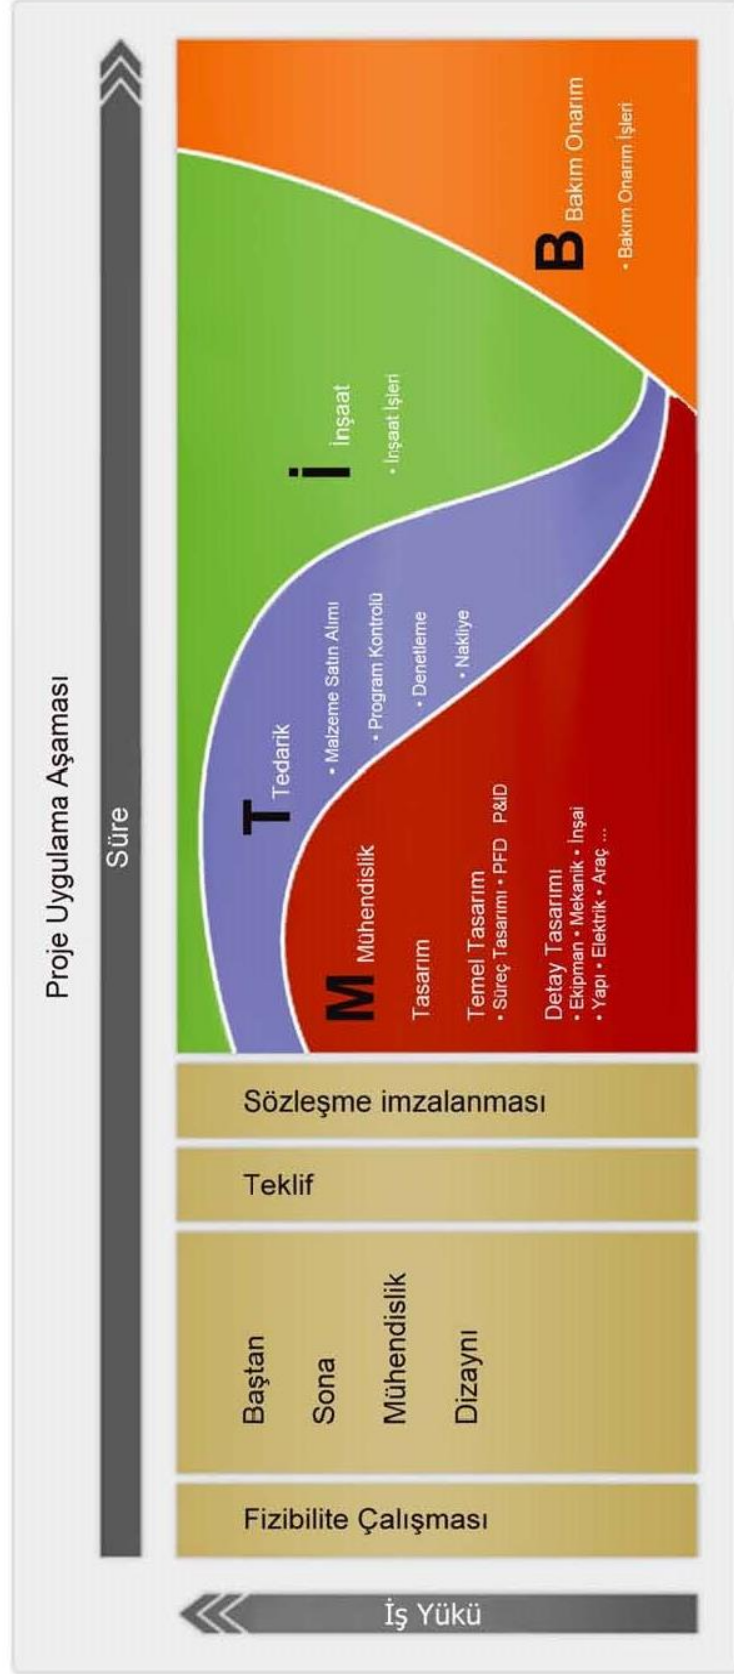 Proje Uygulama Aşaması
Süre
İş Yükü
Fizibilite Çalışması
Baştan
Sona
Mühendislik
Dizaynı
Teklif
Sözleşme imzalanması
M Mühendislik
Tasarım
Temel Tasarım
• Süreç Tasarımı • PFD P&ID
Detay Tasarımı
• Ekipman • Mekanik • İnşai
• Yapı • Elektrik • Araç ...
T Tedarik
• Malzeme Satın Alımı
• Program Kontrolü
• Denetleme
• Nakliye
İ İnşaat
• İnşaat İşleri
B Bakım Onarım
• Bakım Onarım İşleri